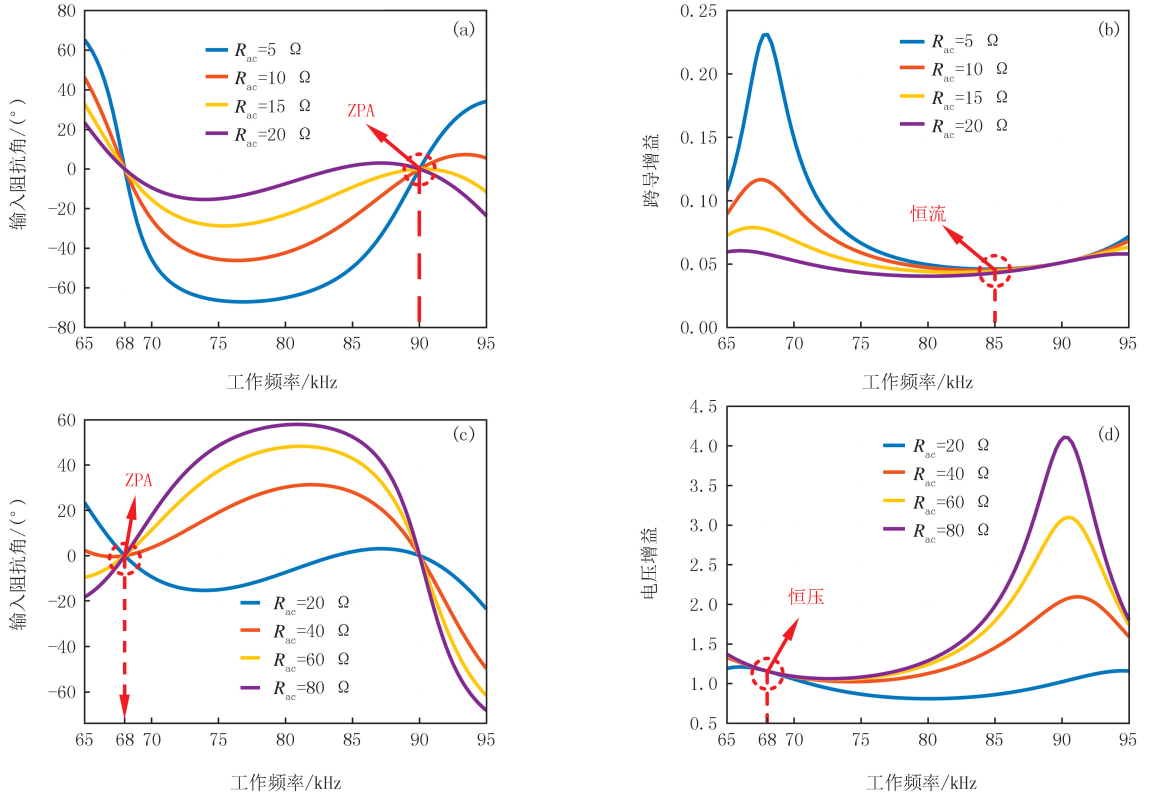 (a)
80
60
40
20
0
-20
-40
-60
-80
输入阻抗角/(°)
Rac=5 Ω
Rac=10 Ω
Rac=15 Ω
Rac=20 Ω
ZPA
65 68 70 75 80 85 90 95
工作频率/kHz
(b)
0.25
0.20
0.15
0.10
0.05
0.00
跨导增益
Rac=5 Ω
Rac=10 Ω
Rac=15 Ω
Rac=20 Ω
恒流
65 70 75 80 85 90 95
工作频率/kHz
(c)
60
40
20
0
-20
-40
-60
输入阻抗角/(°)
ZPA
Rac=20 Ω
Rac=40 Ω
Rac=60 Ω
Rac=80 Ω
65 68 70 75 80 85 90 95
工作频率/kHz
(d)
4.5
4.0
3.5
3.0
2.5
2.0
1.5
1.0
0.5
电压增益
Rac=20 Ω
Rac=40 Ω
Rac=60 Ω
Rac=80 Ω
恒压
65 68 70 75 80 85 90 95
工作频率/kHz